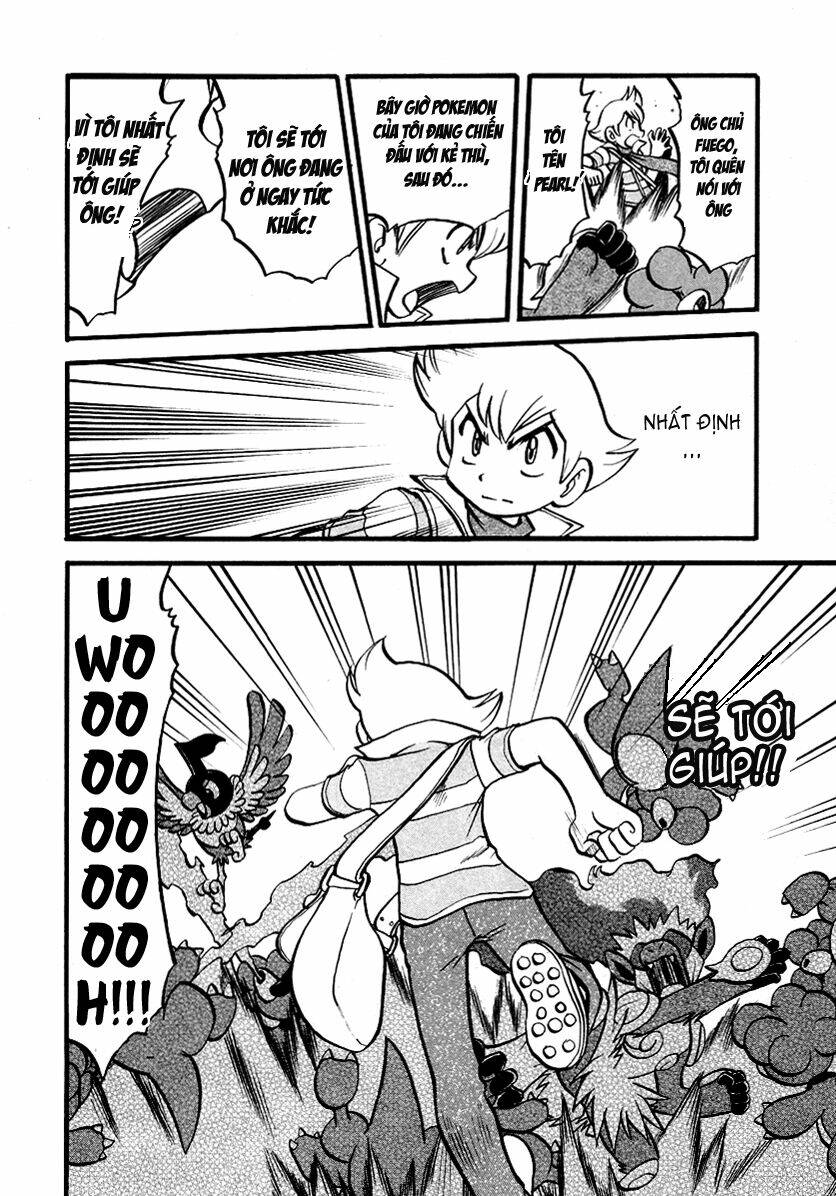 ÔNG CHỦ
FUEGO,
TÔI QUÊN
NÓI VỚI
ÔNG
TÔI
TÊN
PEARL!
BÂY GIỜ POKEMON
CỦA TÔI ĐANG CHIẾN
ĐẤU VỚI KẺ THÙ,
SAU ĐÓ...
TÔI SẼ TỚI
NƠI ÔNG ĐANG
Ở NGAY TỨC
KHẮC!
VÌ TÔI NHẤT
ĐỊNH SẼ
TỚI GIÚP
ÔNG!
NHẤT ĐỊNH
...
SẼ TỚI
GIÚP!!
U
WO
OO
OO
OO
OO
OO
H!!!